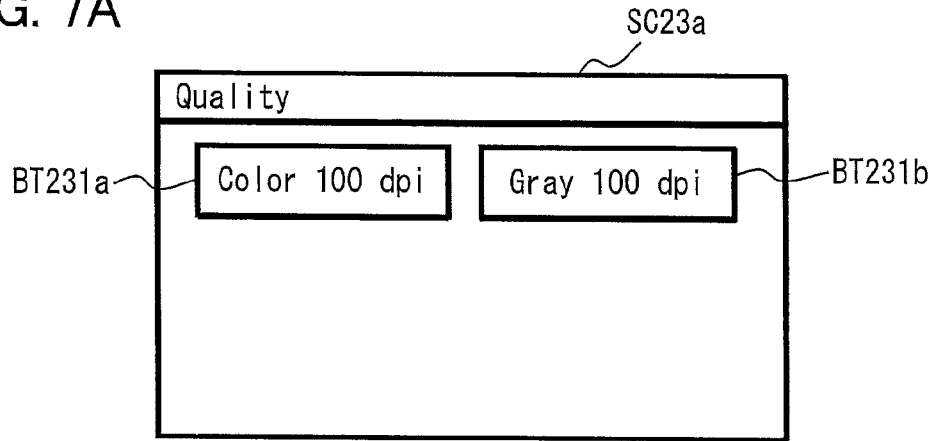 G. 7A
SC23a
Quality
BT231a
Color 100 dpi
Gray 100 dpi
BT231b